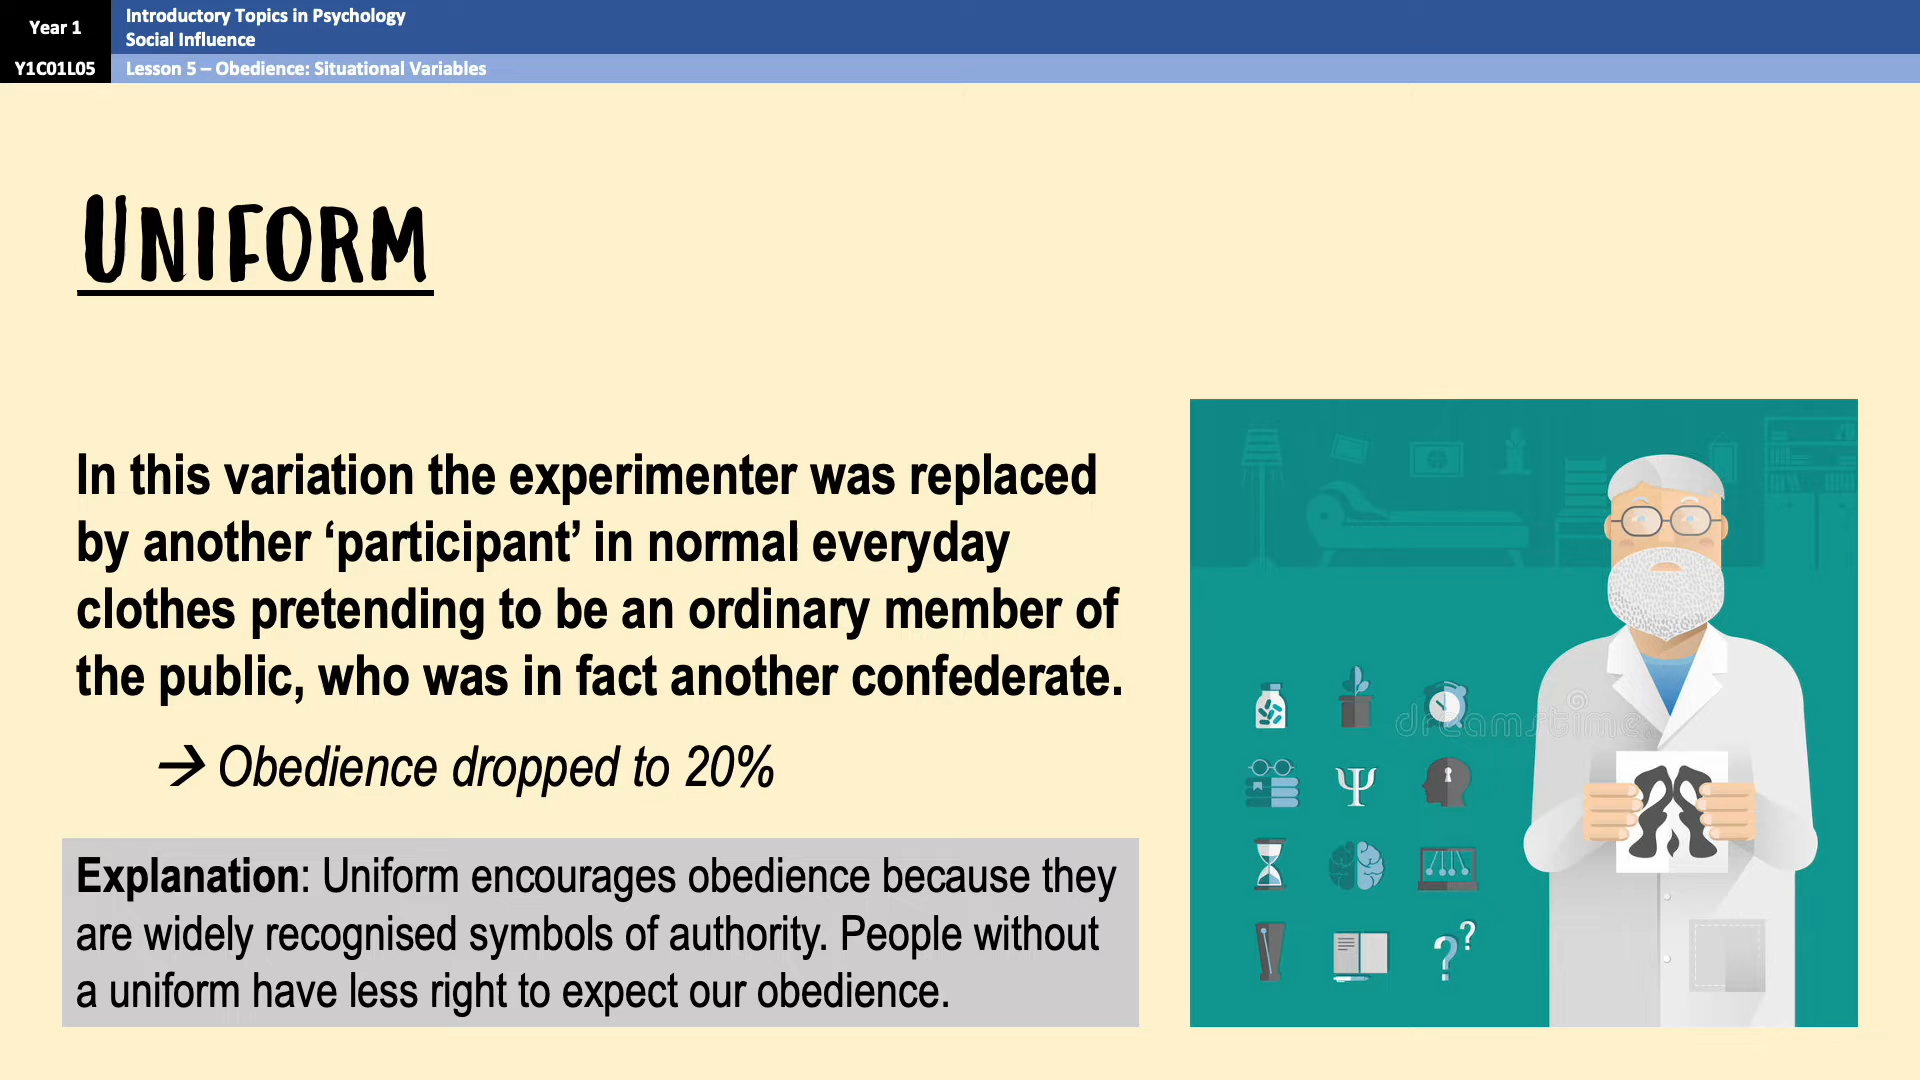 Year 1
Introductory Topics in Psychology
Social Influence
Y1C01L05
Lesson 5 – Obedience: Situational Variables
UNIFORM
In this variation the experimenter was replaced
by another ‘participant’ in normal everyday
clothes pretending to be an ordinary member of
the public, who was in fact another confederate.
→ Obedience dropped to 20%
Explanation: Uniform encourages obedience because they
are widely recognised symbols of authority. People without
a uniform have less right to expect our obedience.
dreamstime
Ψ
? ?